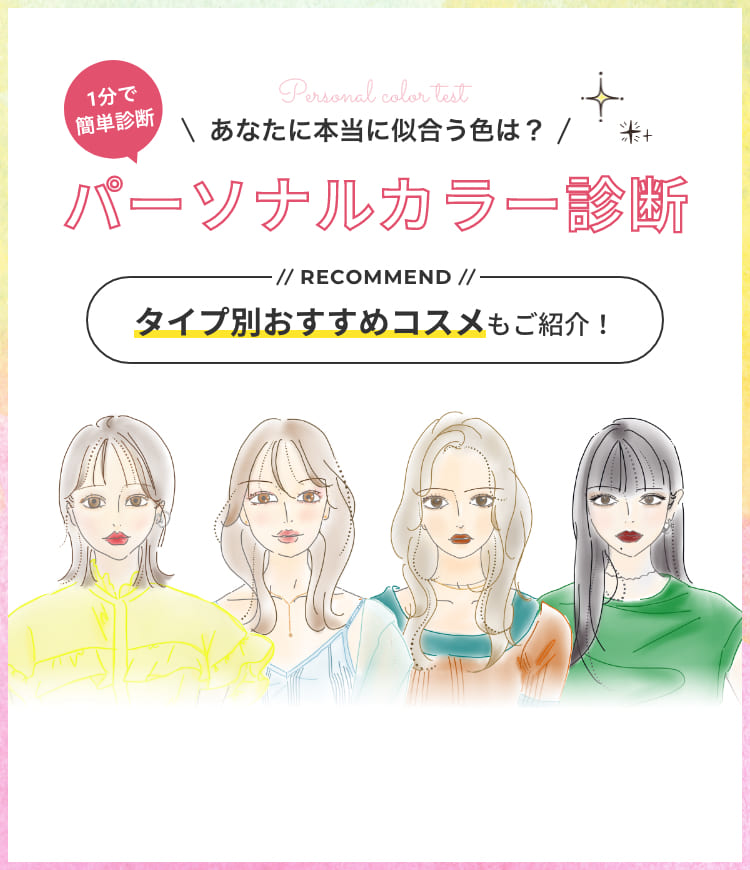 1分で
簡単診断
Personal color test
\ あなたに本当に似合う色は？ /
パーソナルカラー診断
// RECOMMEND //
タイプ別おすすめコスメもご紹介！